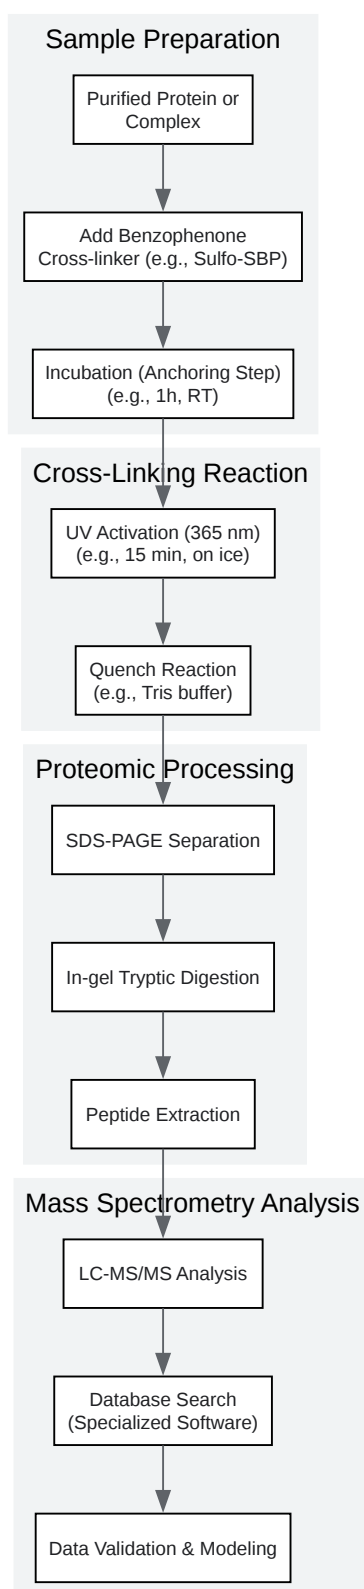 Sample Preparation
Purified Protein or
Complex
Add Benzophenone
Cross-linker (e.g., Sulfo-SBP)
Incubation (Anchoring Step)
(e.g., 1h, RT)
Cross-Linking Reaction
UV Activation (365 nm)
(e.g., 15 min, on ice)
Quench Reaction
(e.g., Tris buffer)
Proteomic Processing
SDS-PAGE Separation
In-gel Tryptic Digestion
Peptide Extraction
Mass Spectrometry Analysis
LC-MS/MS Analysis
Database Search
(Specialized Software)
Data Validation & Modeling